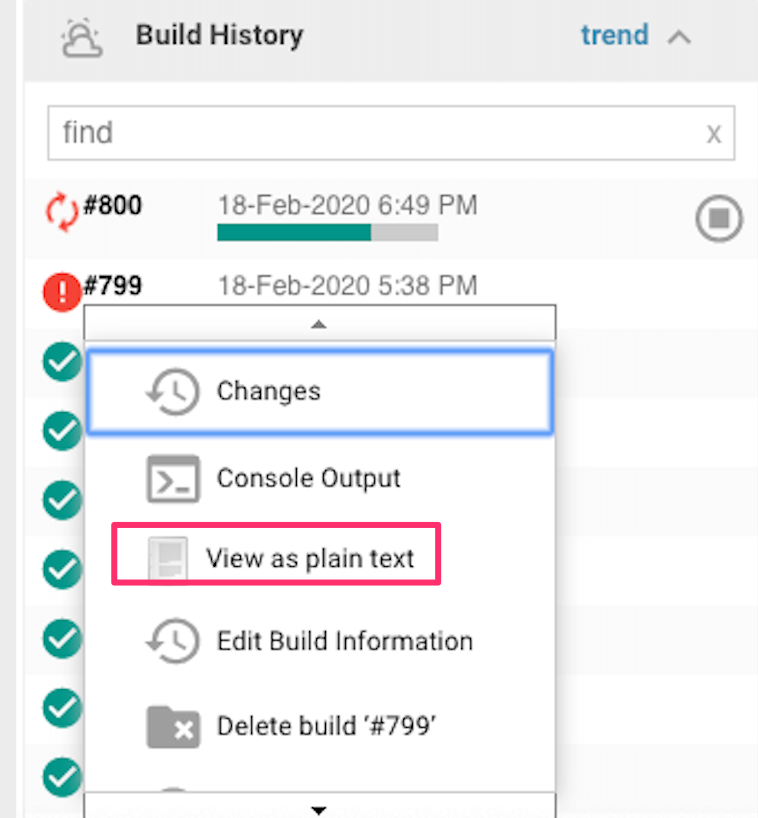 Build History trend
find x
#800 18-Feb-2020 6:49 PM
#799 18-Feb-2020 5:38 PM
Changes
Console Output
View as plain text
Edit Build Information
Delete build ‘#799’